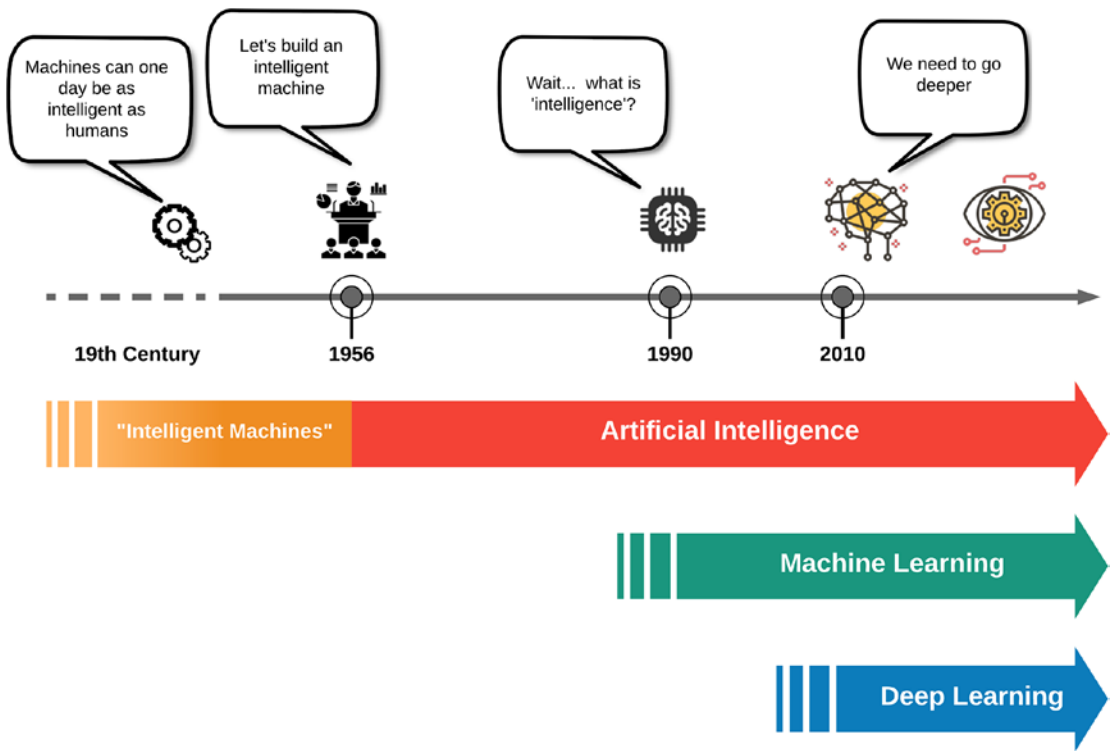 Machines can one
day be as
intelligent as
humans
Let's build an
intelligent
machine
Wait... what is
'intelligence'?
We need to go
deeper
19th Century
1956
1990
2010
"Intelligent Machines"
Artificial Intelligence
Machine Learning
Deep Learning